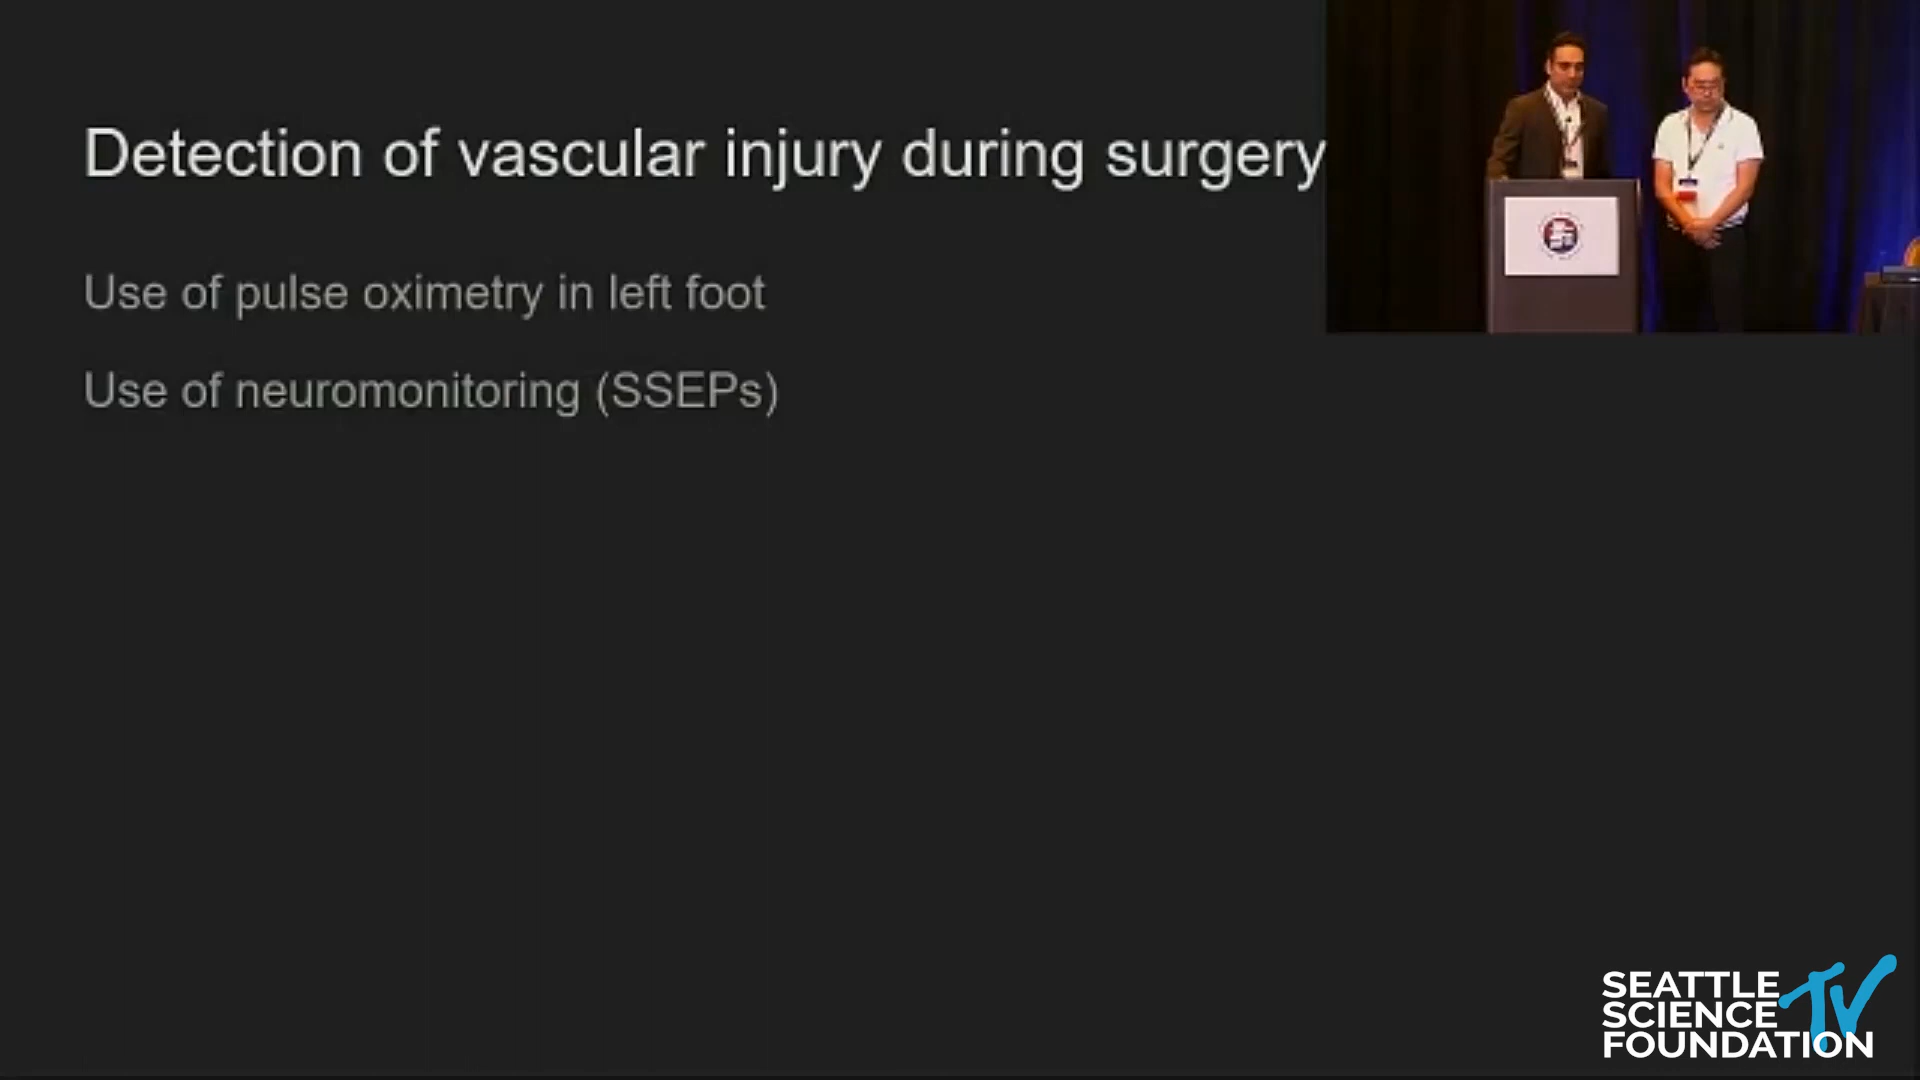 Detection of vascular injury during surgery
Use of pulse oximetry in left foot
Use of neuromonitoring (SSEPs)
SEATTLE
SCIENCE
FOUNDATION
TV